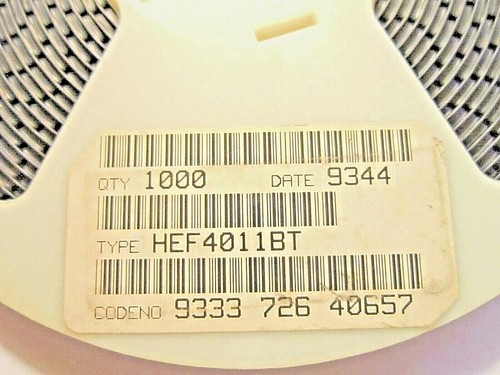 QTY 1000 DATE 9344
TYPE HEF4011BT
CODENO 9333 726 40657